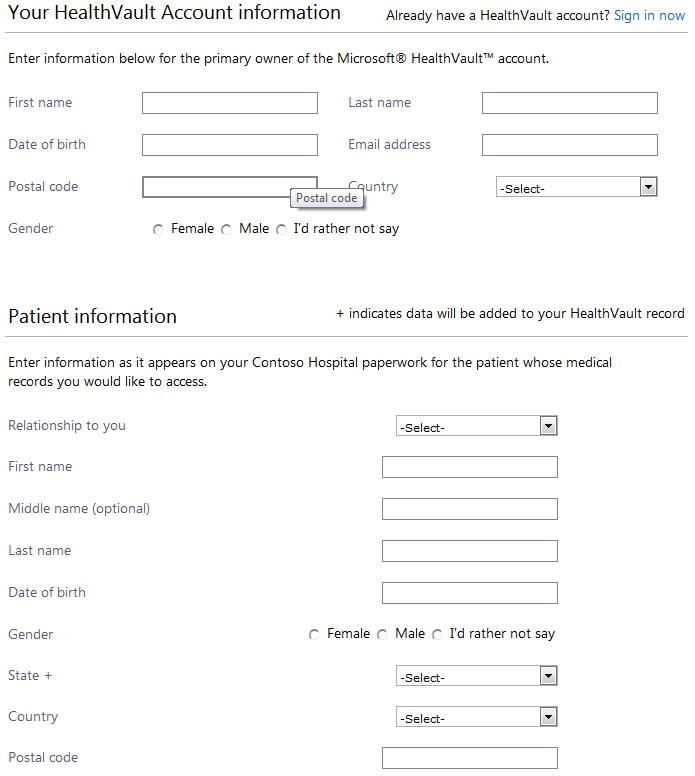 Your HealthVault Account information Already have a HealthVault account? Sign in now
Enter information below for the primary owner of the Microsoft® HealthVault™ account.
First name Last name
Date of birth Email address
Postal code Country -Select-
Postal code
Gender Female Male I'd rather not say
Patient information + indicates data will be added to your HealthVault record
Enter information as it appears on your Contoso Hospital paperwork for the patient whose medical
records you would like to access.
Relationship to you -Select-
First name
Middle name (optional)
Last name
Date of birth
Gender Female Male I'd rather not say
State + -Select-
Country -Select-
Postal code